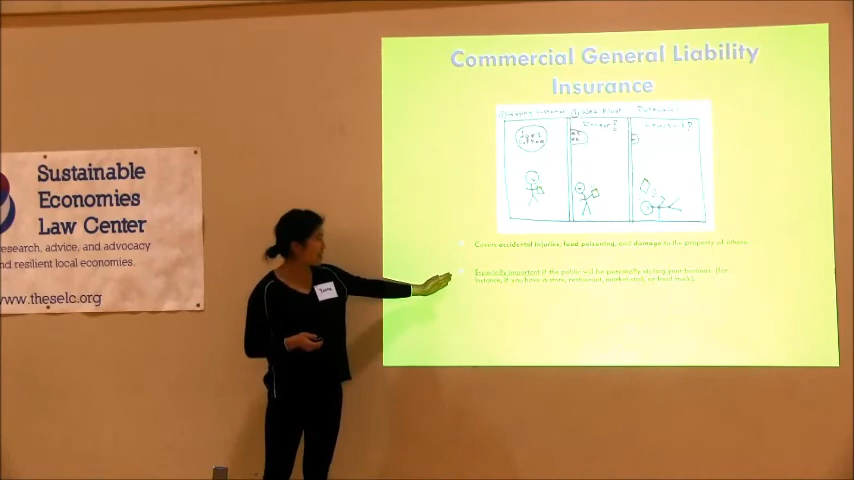 Commercial General Liability
Insurance
Sustainable
Economies
Law Center
research, advice, and advocacy
and resilient local economies.
www.theselc.org
Covers accidental injuries, food poisoning, and damage to the property of others.
Especially important if the public will be personally visiting your business. (For
instance, if you have a store, restaurant, market stall, or food truck).